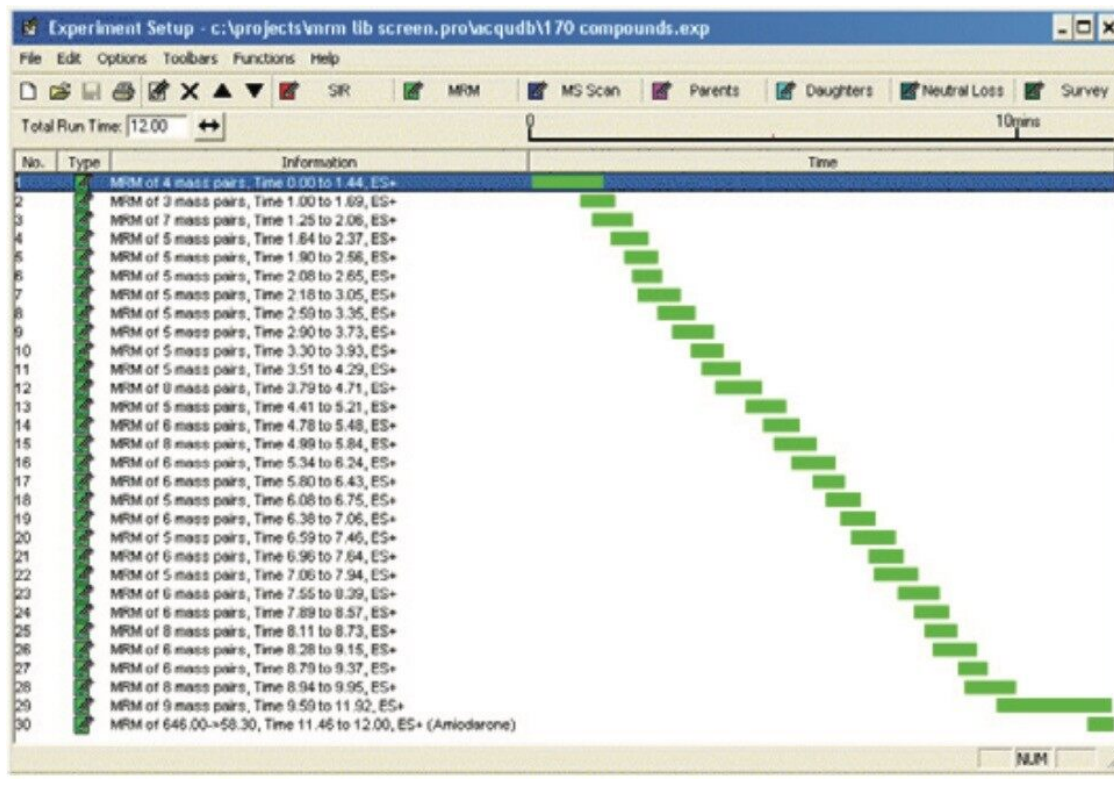 Experiment Setup - c:\projects\mrm lib screen.pro\acqudb\170 compounds.exp
File Edit Options Toolbars Functions Help
SIR MRM MS Scan Parents Daughters Neutral Loss Survey
Total Run Time: 12.00 0 10mins
No. Type Information Time
1 MRM of 4 mass pairs, Time 0.00 to 1.44, ES+
2 MRM of 3 mass pairs, Time 1.00 to 1.69, ES+
3 MRM of 7 mass pairs, Time 1.25 to 2.06, ES+
4 MRM of 5 mass pairs, Time 1.64 to 2.37, ES+
5 MRM of 5 mass pairs, Time 1.90 to 2.56, ES+
6 MRM of 5 mass pairs, Time 2.08 to 2.65, ES+
7 MRM of 5 mass pairs, Time 2.18 to 3.05, ES+
8 MRM of 5 mass pairs, Time 2.59 to 3.35, ES+
9 MRM of 5 mass pairs, Time 2.90 to 3.73, ES+
10 MRM of 5 mass pairs, Time 3.30 to 3.93, ES+
11 MRM of 5 mass pairs, Time 3.51 to 4.29, ES+
12 MRM of 8 mass pairs, Time 3.79 to 4.71, ES+
13 MRM of 5 mass pairs, Time 4.41 to 5.21, ES+
14 MRM of 6 mass pairs, Time 4.78 to 5.48, ES+
15 MRM of 8 mass pairs, Time 4.99 to 5.84, ES+
16 MRM of 6 mass pairs, Time 5.34 to 6.24, ES+
17 MRM of 6 mass pairs, Time 5.80 to 6.43, ES+
18 MRM of 5 mass pairs, Time 6.08 to 6.75, ES+
19 MRM of 6 mass pairs, Time 6.38 to 7.06, ES+
20 MRM of 5 mass pairs, Time 6.59 to 7.46, ES+
21 MRM of 6 mass pairs, Time 6.96 to 7.64, ES+
22 MRM of 5 mass pairs, Time 7.06 to 7.94, ES+
23 MRM of 6 mass pairs, Time 7.55 to 8.39, ES+
24 MRM of 6 mass pairs, Time 7.89 to 8.57, ES+
25 MRM of 8 mass pairs, Time 8.11 to 8.73, ES+
26 MRM of 6 mass pairs, Time 8.28 to 9.15, ES+
27 MRM of 6 mass pairs, Time 8.79 to 9.37, ES+
28 MRM of 8 mass pairs, Time 8.94 to 9.95, ES+
29 MRM of 9 mass pairs, Time 9.59 to 11.92, ES+
30 MRM of 646.00->58.30, Time 11.46 to 12.00, ES+ (Amiodarone)
NUM